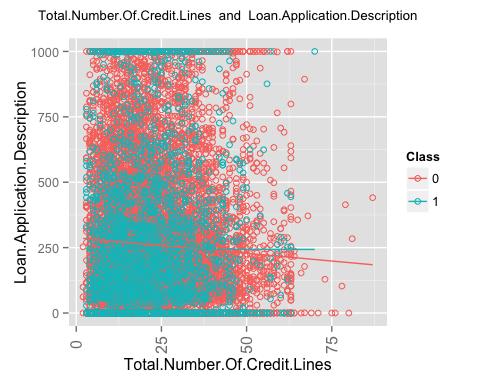 Total.Number.Of.Credit.Lines and Loan.Application.Description
1000
750
500
250
0
Loan.Application.Description
0
25
50
75
Total.Number.Of.Credit.Lines
Class
0
1